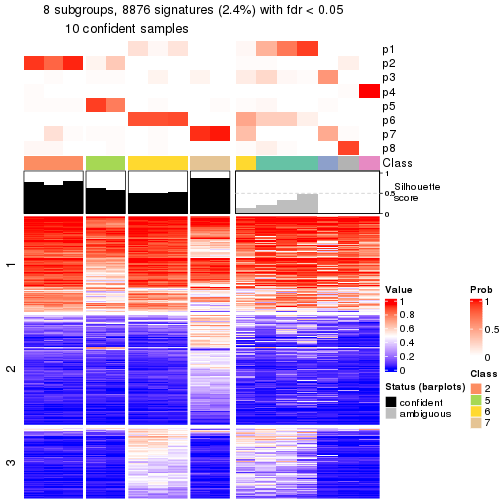 8 subgroups, 8876 signatures (2.4%) with fdr < 0.05
10 confident samples
p1
p2
p3
p4
p5
p6
p7
p8
Class
1
0.5
0
Silhouette
score
1
2
3
Value
1
0.8
0.6
0.4
0.2
0
Prob
1
0.5
0
Status (barplots)
confident
ambiguous
Class
2
5
6
7